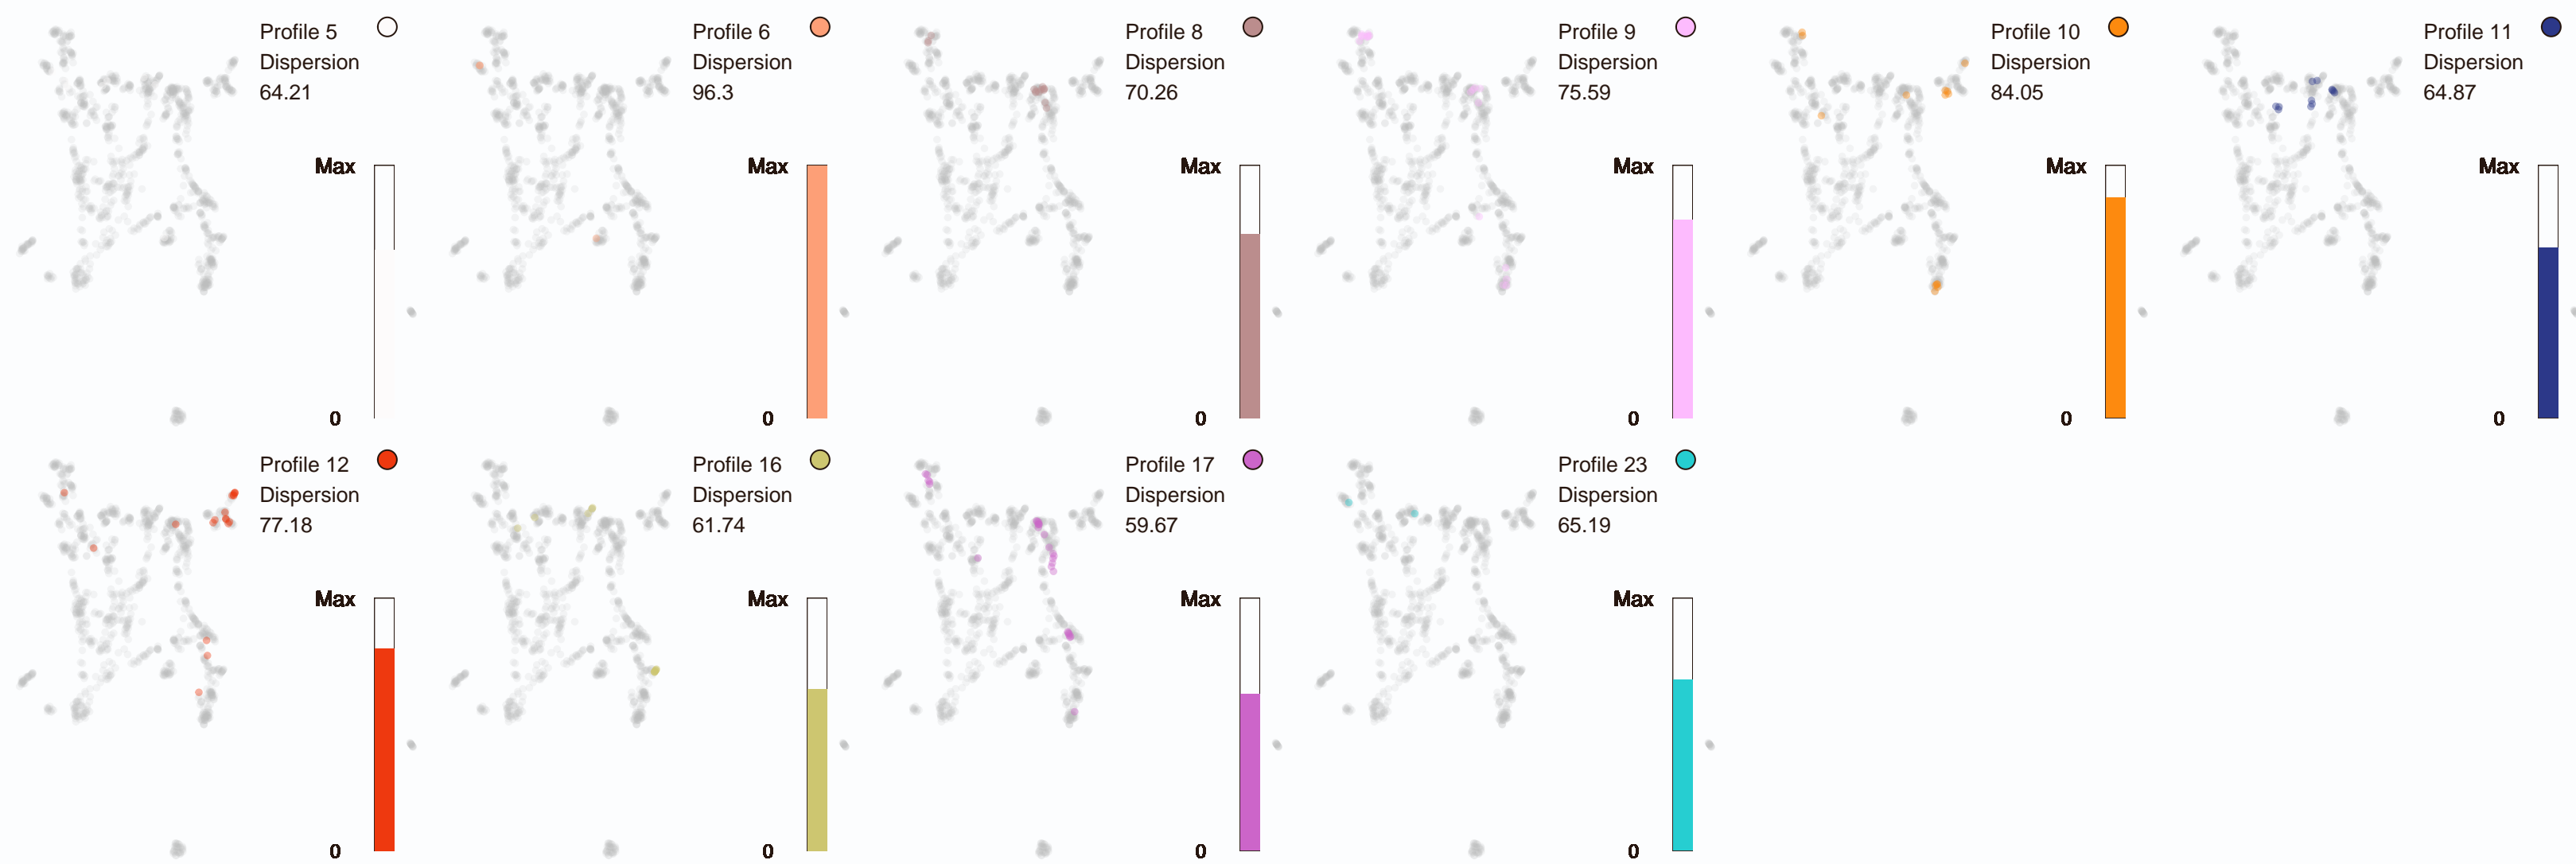 Profile 5
Dispersion
64.21
Max
0
Profile 6
Dispersion
96.3
Max
0
Profile 8
Dispersion
70.26
Max
0
Profile 9
Dispersion
75.59
Max
0
Profile 10
Dispersion
84.05
Max
0
Profile 11
Dispersion
64.87
Max
0
Profile 12
Dispersion
77.18
Max
0
Profile 16
Dispersion
61.74
Max
0
Profile 17
Dispersion
59.67
Max
0
Profile 23
Dispersion
65.19
Max
0